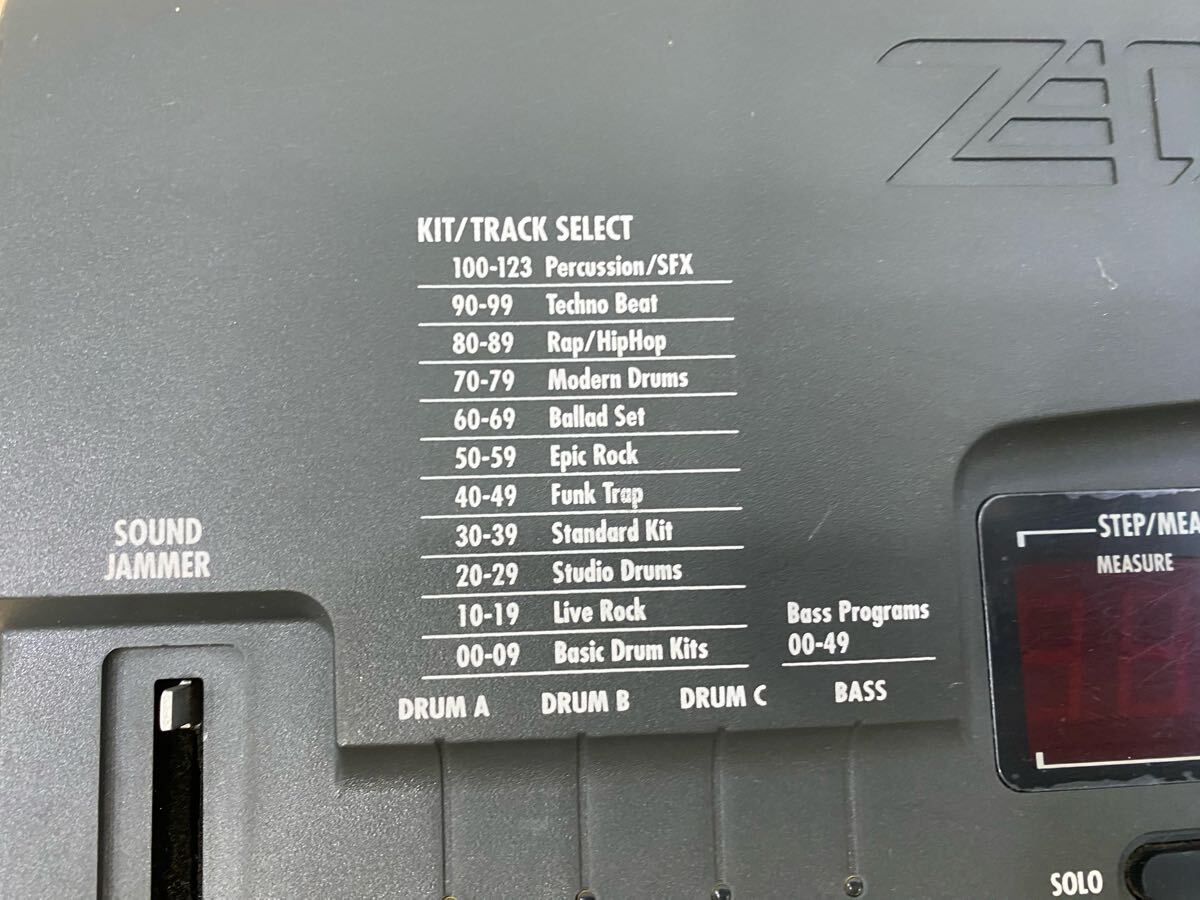 KIT/TRACK SELECT
100-123 Percussion/SFX
90-99 Techno Beat
80-89 Rap/HipHop
70-79 Modern Drums
60-69 Ballad Set
50-59 Epic Rock
40-49 Funk Trap
30-39 Standard Kit
20-29 Studio Drums
10-19 Live Rock
00-09 Basic Drum Kits
Bass Programs
00-49
DRUM A DRUM B DRUM C BASS
SOUND
JAMMER
STEP/MEA
MEASURE
SOLO